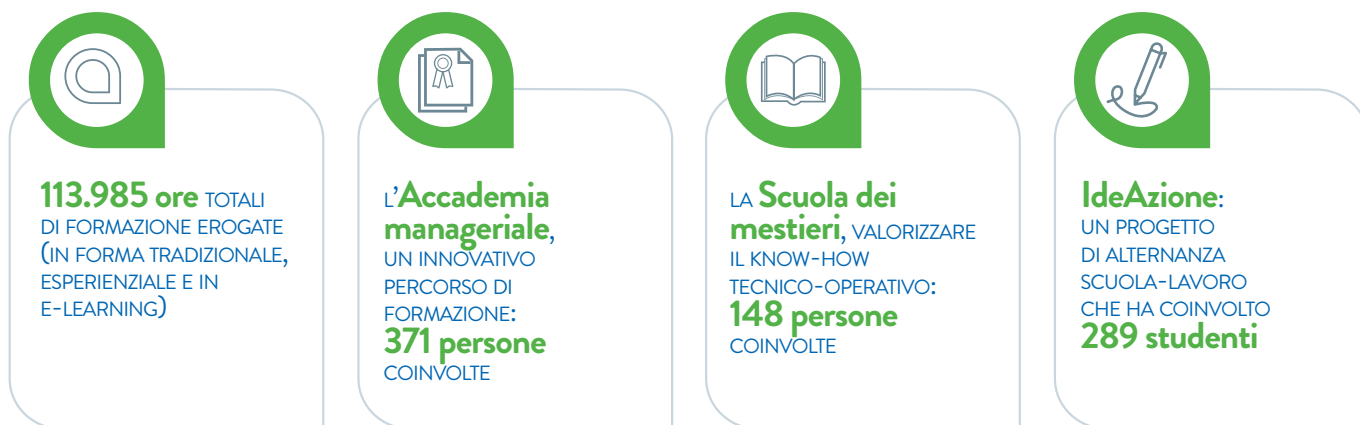 113.985 ore TOTALI
DI FORMAZIONE EROGATE
(IN FORMA TRADIZIONALE,
ESPERIENZIALE E IN
E-LEARNING)
L'Accademia
manageriale,
UN INNOVATIVO
PERCORSO DI
FORMAZIONE:
371 persone
COINVOLTE
LA Scuola dei
mestieri, VALORIZZARE
IL KNOW-HOW
TECNICO-OPERATIVO:
148 persone
COINVOLTE
IdeAzione:
UN PROGETTO
DI ALTERNANZA
SCUOLA-LAVORO
CHE HA COINVOLTO
289 studenti